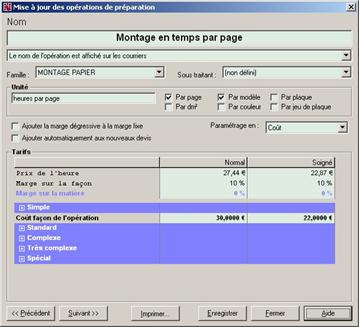 Mise à jour des opérations de préparation
Nom
Montage en temps par page
Le nom de l'opération est affiché sur les courriers
Famille : MONTAGE PAPIER Sous traitant : (non défini)
Unité
heures par page Par page Par modèle Par plaque
Par dm² Par couleur Par jeu de plaque
Ajouter la marge dégressive à la marge fixe Paramétrage en : Coût
Ajouter automatiquement aux nouveaux devis
Tarifs
Normal Soigné
Prix de l'heure 27,44 € 22,87 €
Marge sur la façon 10 % 10 %
Marge sur la matière 0 % 0 %
Simple
Coût façon de l'opération 30,0000 € 22,0000 €
Standard
Complexe
Très complexe
Spécial
<< Précédent Suivant >> Imprimer... Enregistrer Fermer Aide